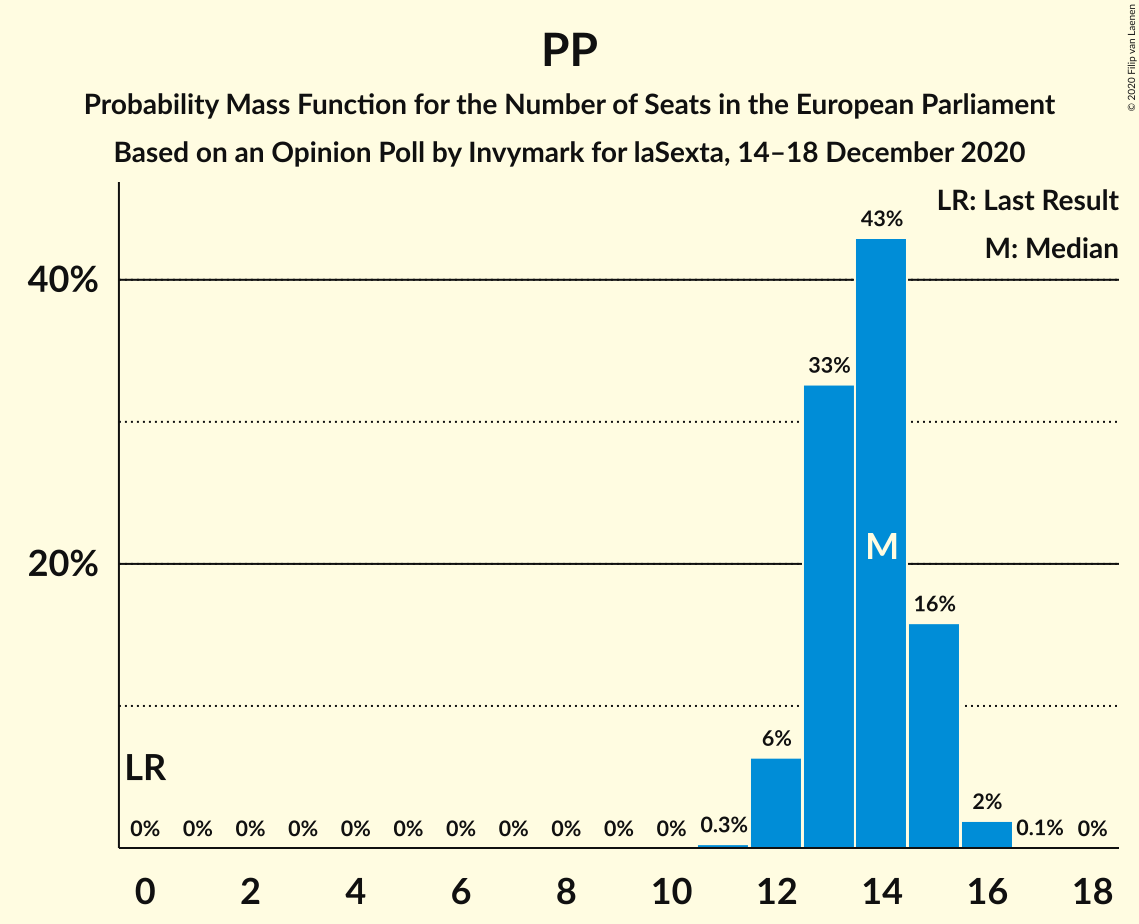 PP
Probability Mass Function for the Number of Seats in the European Parliament
Based on an Opinion Poll by Invymark for laSexta, 14–18 December 2020
© 2020 Filip van Laenen
LR: Last Result
M: Median
40%
20%
43%
33%
M
16%
6%
LR
2%
0% 0% 0% 0% 0% 0% 0% 0% 0% 0% 0% 0.3% 0.1% 0%
0 2 4 6 8 10 12 14 16 18